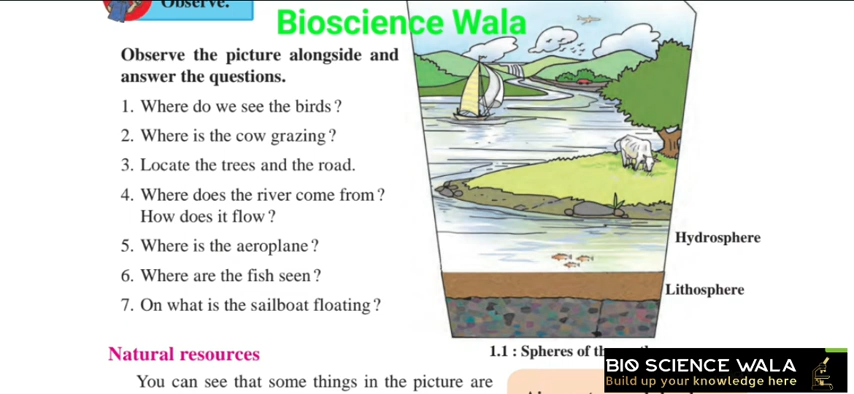 Observe.
Bioscience Wala
Observe the picture alongside and
answer the questions.
1. Where do we see the birds?
2. Where is the cow grazing?
3. Locate the trees and the road.
4. Where does the river come from?
How does it flow?
5. Where is the aeroplane?
6. Where are the fish seen?
7. On what is the sailboat floating?
Hydrosphere
Lithosphere
1.1 : Spheres of
Natural resources
You can see that some things in the picture are
BIO SCIENCE WALA
Build up your knowledge here